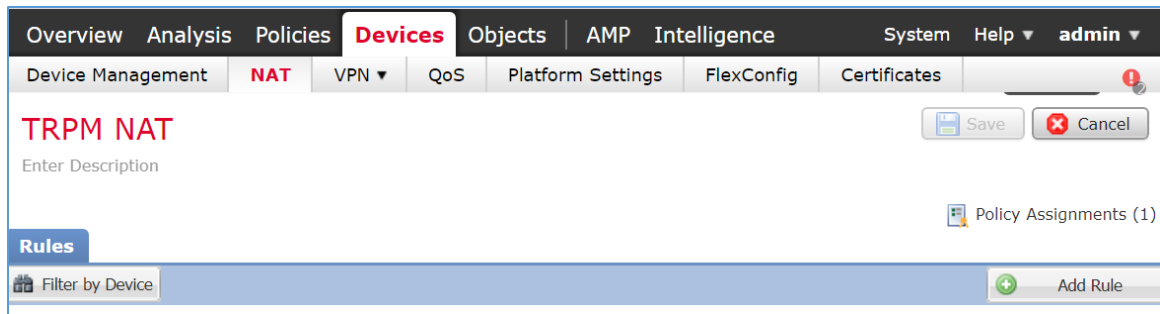 Overview Analysis Policies Devices Objects AMP Intelligence System Help ▼ admin ▼
Device Management NAT VPN ▼ QoS Platform Settings FlexConfig Certificates
TRPM NAT Save Cancel
Enter Description
Policy Assignments (1)
Rules
Filter by Device Add Rule